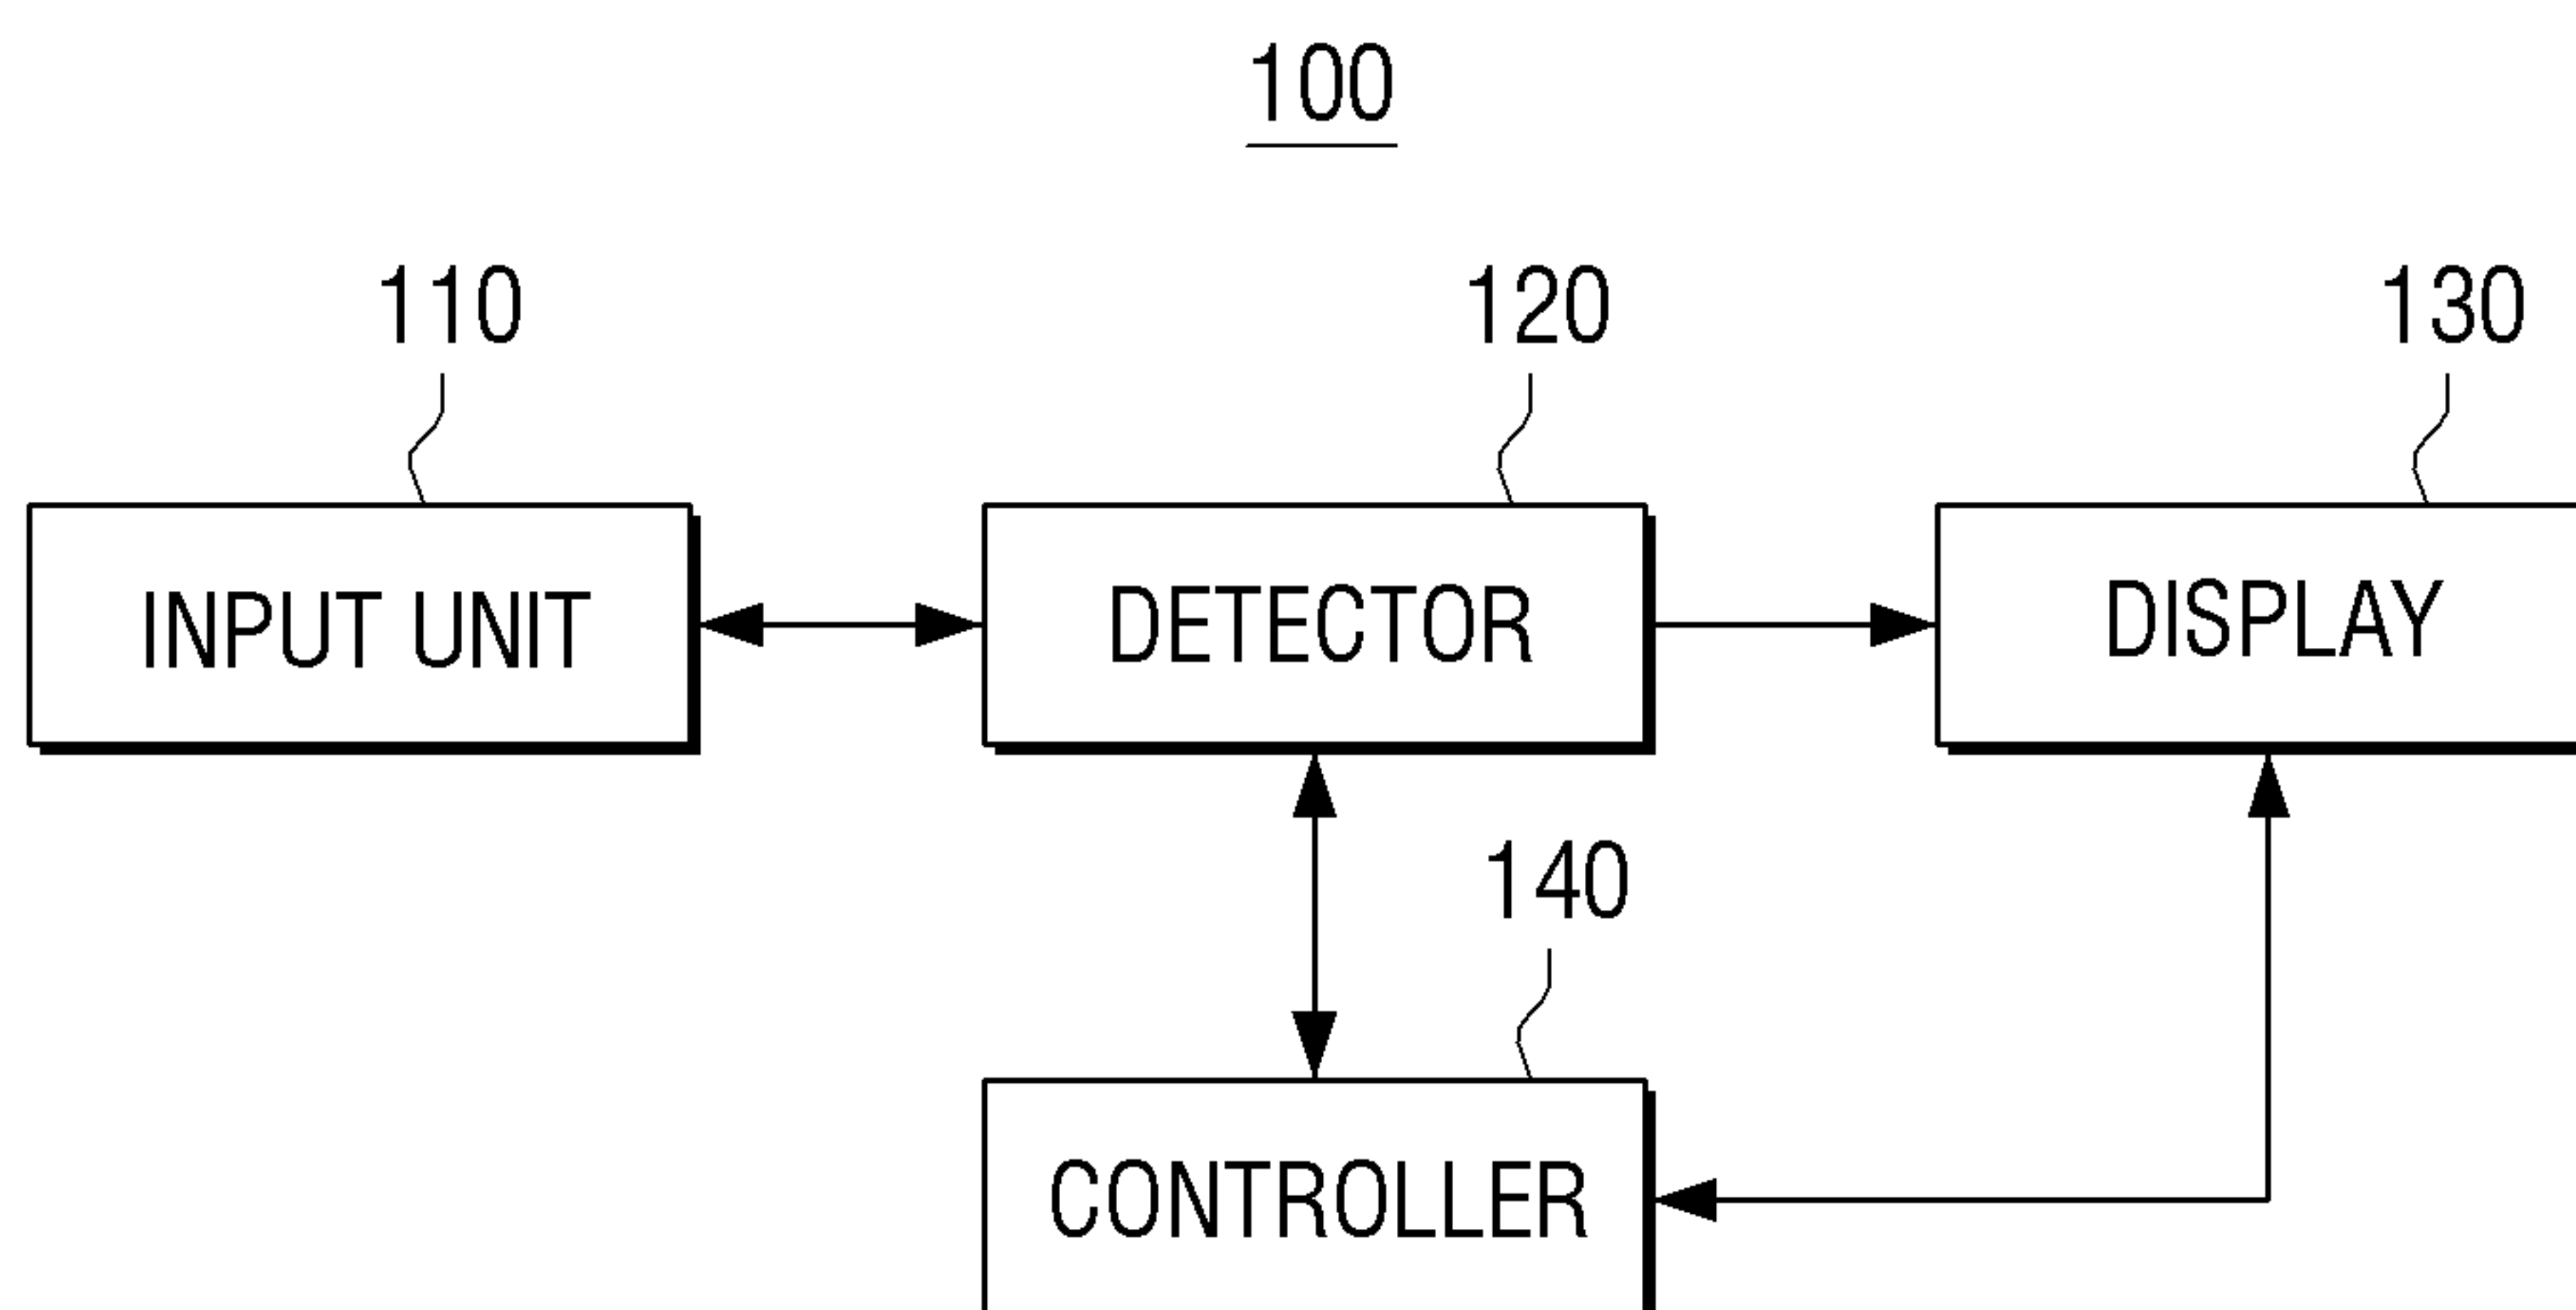 100
110
120
130
INPUT UNIT
DETECTOR
DISPLAY
140
CONTROLLER